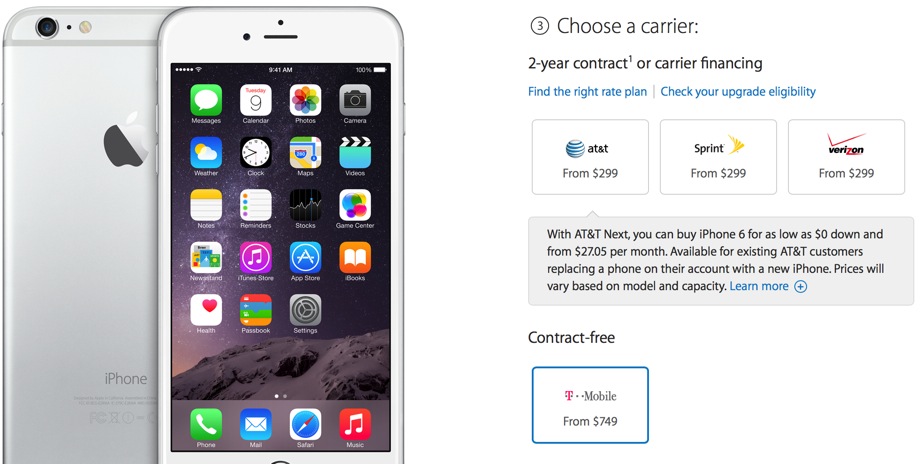 9:41 AM
100%
Messages
Tuesday
9
Calendar
Photos
Camera
Weather
Clock
280
Maps
Videos
Notes
Reminders
Stocks
Game Center
Newsstand
iTunes Store
App Store
iBooks
Health
Passbook
Settings
Phone
Mail
Safari
Music
iPhone
3 Choose a carrier:
2-year contract¹ or carrier financing
Find the right rate plan | Check your upgrade eligibility
at&t
From $299
Sprint
From $299
verizon
From $299
With AT&T Next, you can buy iPhone 6 for as low as $0 down and
from $27.05 per month. Available for existing AT&T customers
replacing a phone on their account with a new iPhone. Prices will
vary based on model and capacity. Learn more
Contract-free
T··Mobile
From $749